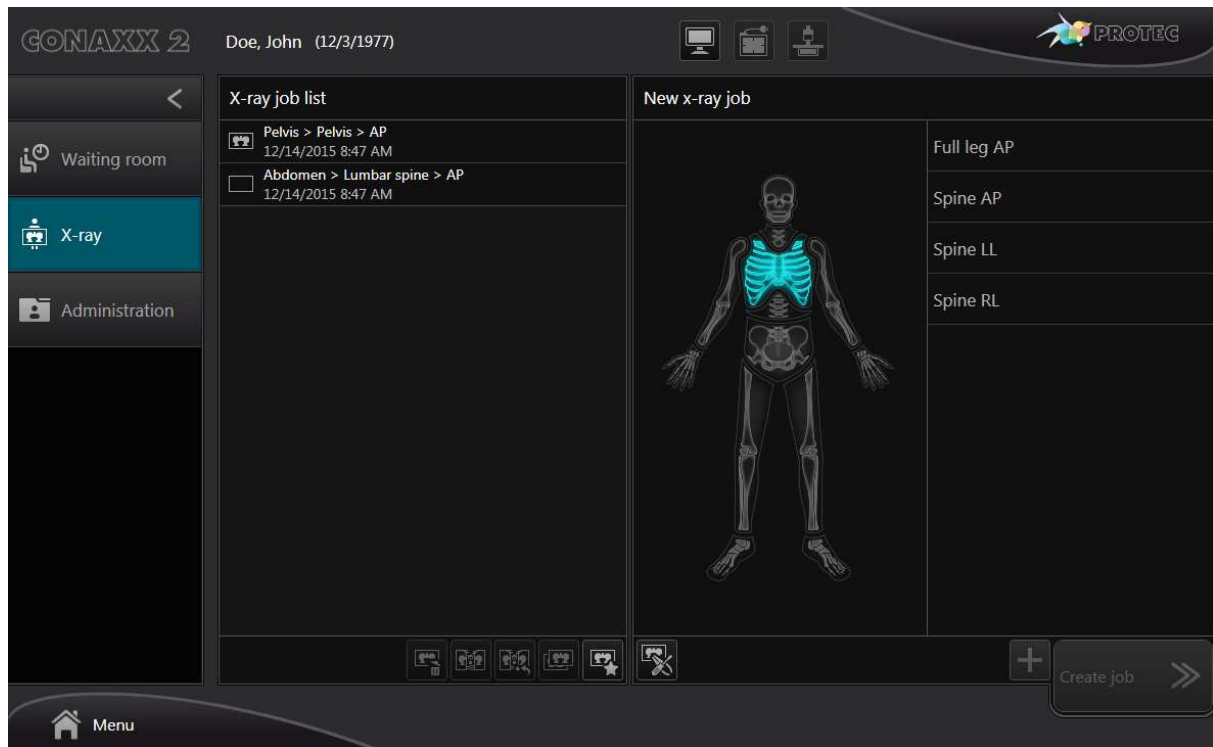 CONAXX 2
Doe, John (12/3/1977)
PROTEC
X-ray job list
New x-ray job
Waiting room
X-ray
Administration
Pelvis > Pelvis > AP
12/14/2015 8:47 AM
Abdomen > Lumbar spine > AP
12/14/2015 8:47 AM
Full leg AP
Spine AP
Spine LL
Spine RL
Create job
Menu